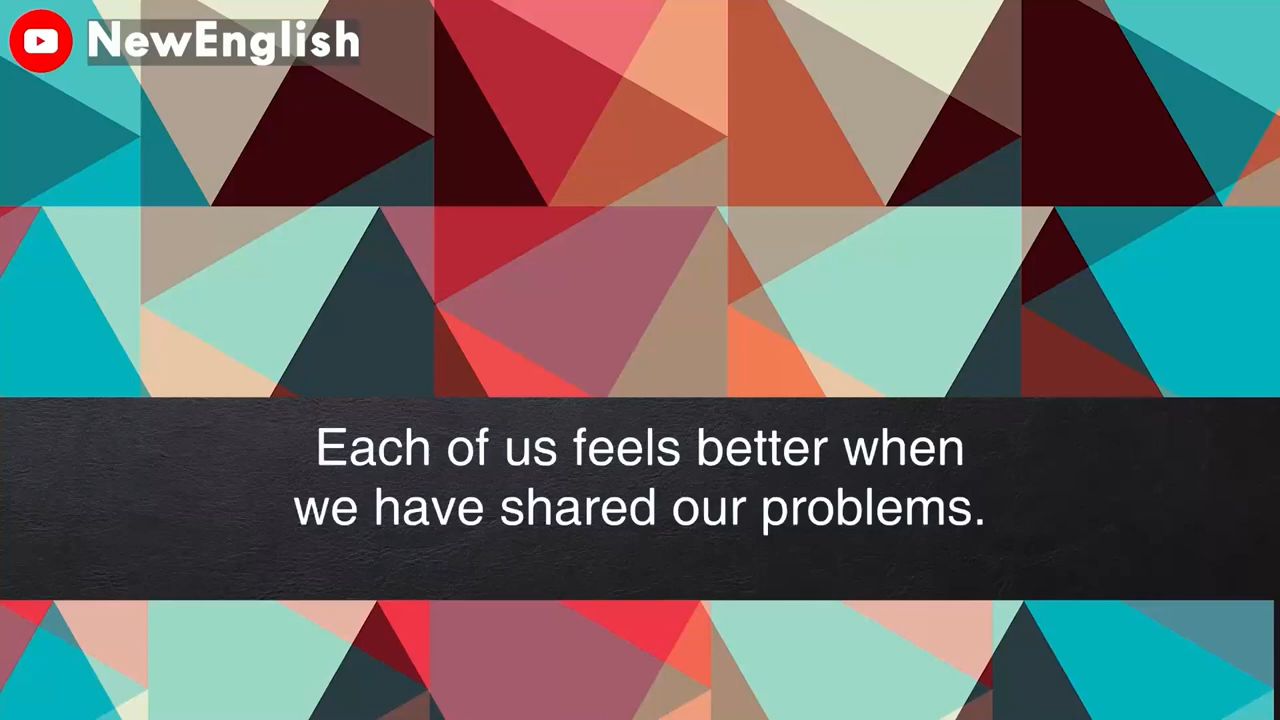 NewEnglish
Each of us feels better when
we have shared our problems.